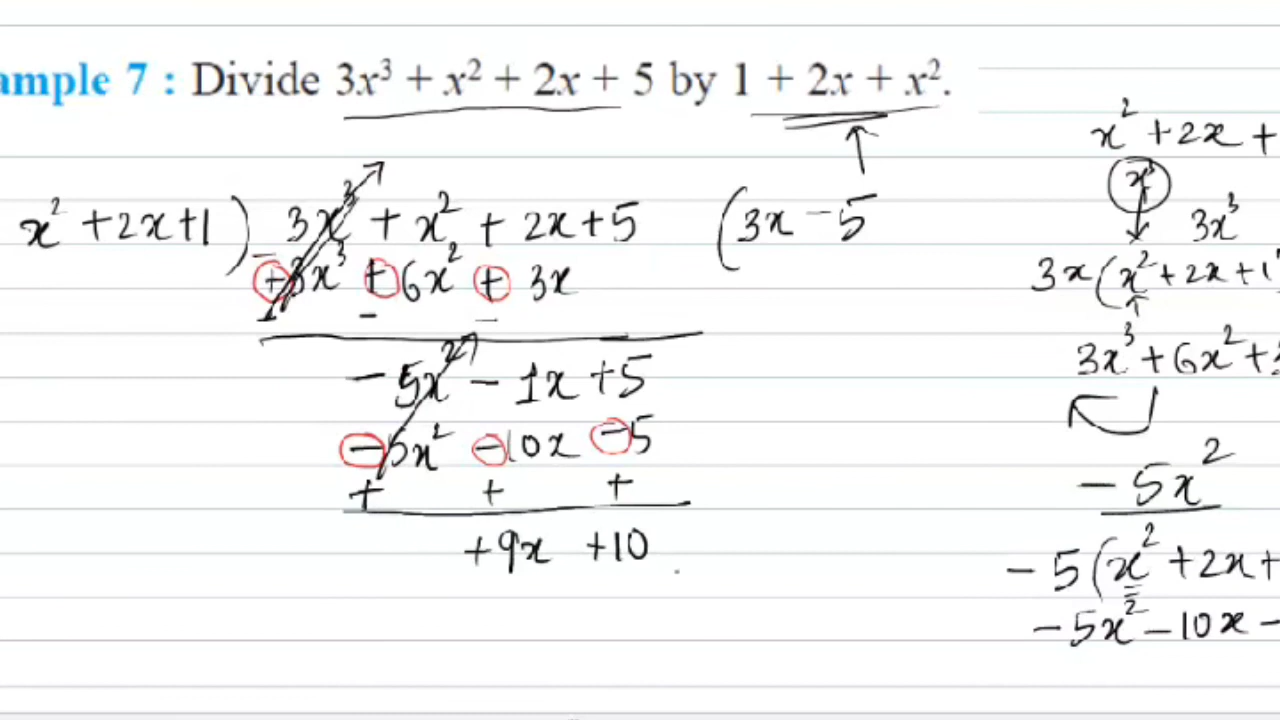 ample 7 : Divide 3x³ + x² + 2x + 5 by 1 + 2x + x².
x² + 2x + 1 ) 3x³ + x² + 2x + 5 ( 3x - 5
+3x³ + 6x² + 3x
- - -
- 5x² - 1x + 5
- 5x² - 10x - 5
+ + +
+ 9x + 10
x² + 2x +
x³
3x³
3x ( x² + 2x + 1
3x³ + 6x² +
- 5x²
- 5 ( x² + 2x +
- 5x² - 10x -